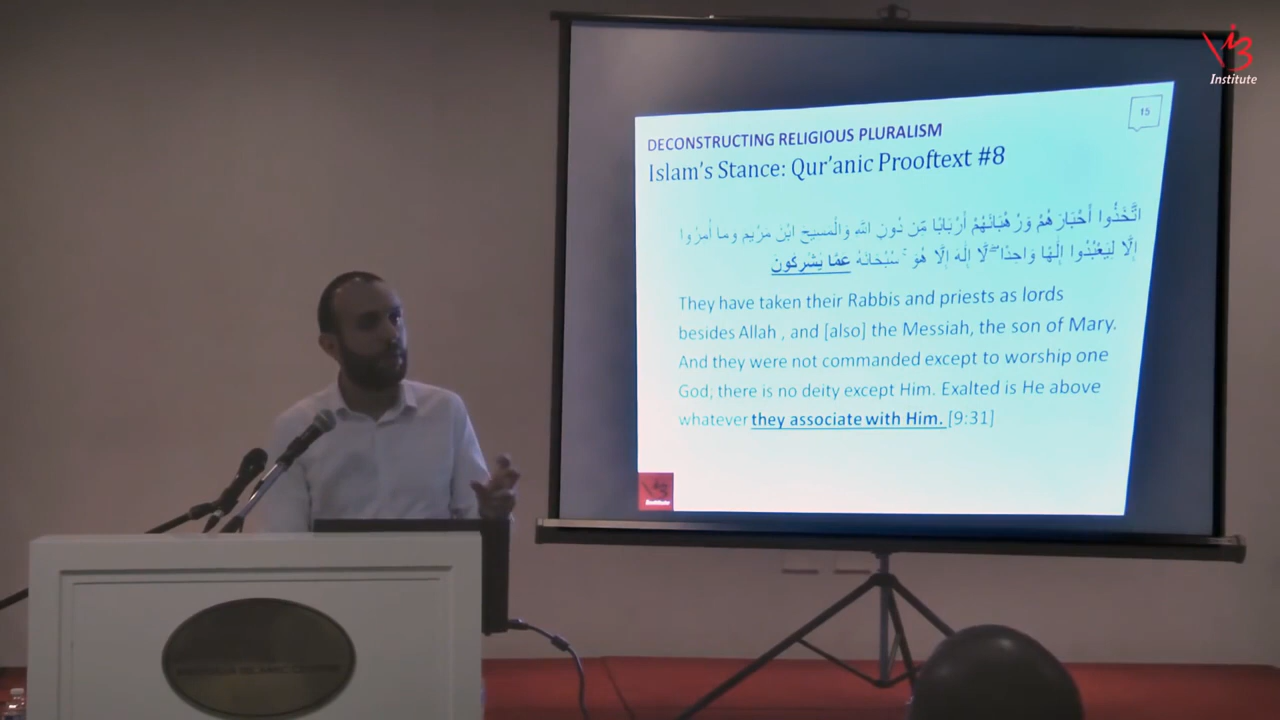 i3
Institute
15
DECONSTRUCTING RELIGIOUS PLURALISM
Islam's Stance: Qur'anic Prooftext #8
اتَّخَذُوا أَحْبَارَهُمْ وَرُهْبَانَهُمْ أَرْبَابًا مِّن دُونِ اللَّهِ وَالْمَسِيحَ ابْنَ مَرْيَمَ وَمَا أُمِرُوا
إِلَّا لِيَعْبُدُوا إِلَٰهًا وَاحِدًا ۖ لَّا إِلَٰهَ إِلَّا هُوَ ۚ سُبْحَانَهُ عَمَّا يُشْرِكُونَ
They have taken their Rabbis and priests as lords
besides Allah , and [also] the Messiah, the son of Mary.
And they were not commanded except to worship one
God; there is no deity except Him. Exalted is He above
whatever they associate with Him. [9:31]
Institute